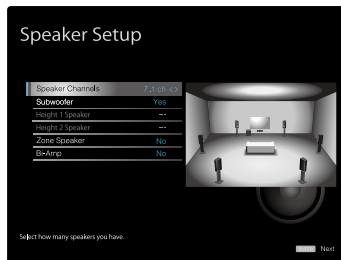 Speaker Setup
Speaker Channels 7.1 ch <>
Subwoofer Yes
Height 1 Speaker ---
Height 2 Speaker ---
Zone Speaker No
Bi-Amp No
Select how many speakers you have.
Next